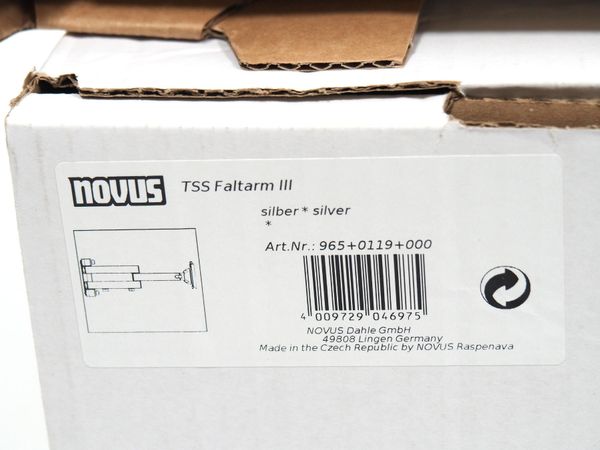 novus
TSS Faltarm III
silber * silver
*
Art.Nr.: 965+0119+000
4 009729 046975
NOVUS Dahle GmbH
49808 Lingen Germany
Made in the Czech Republic by NOVUS Raspenava